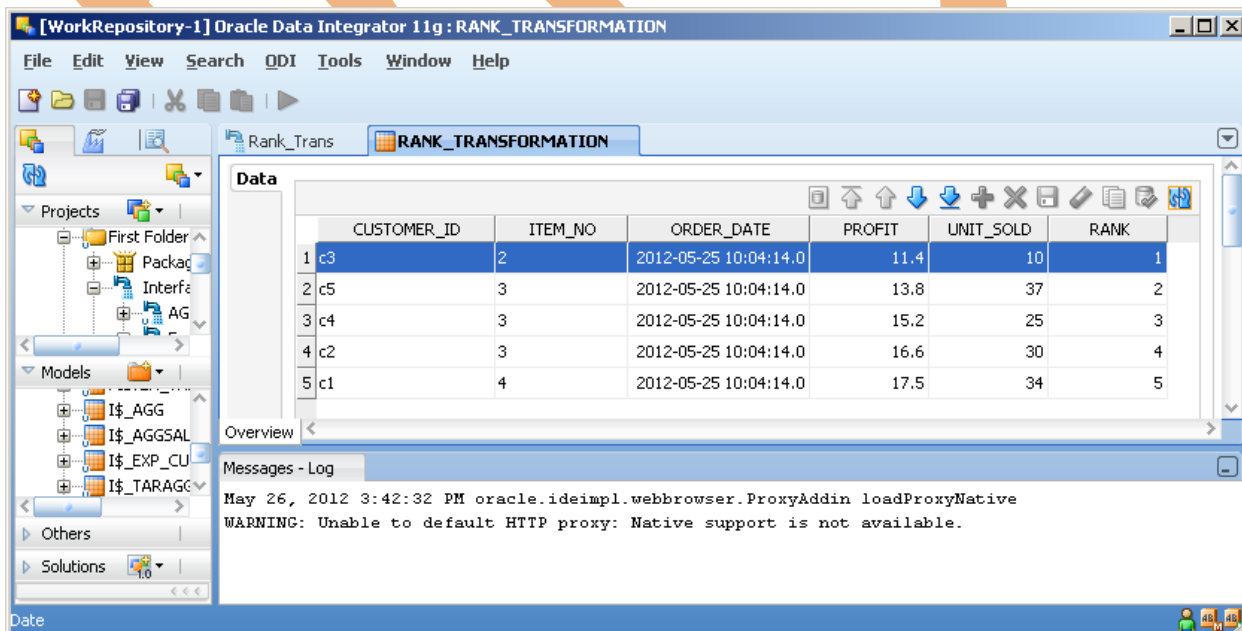 [WorkRepository-1] Oracle Data Integrator 11g : RANK_TRANSFORMATION
File Edit View Search ODI Tools Window Help
Rank_Trans RANK_TRANSFORMATION
Projects
First Folder
Packag
Interfa
AG
Models
I$_AGG
I$_AGGSAL
I$_EXP_CU
I$_TARAGG
Others
Solutions 1.0
Data
CUSTOMER_ID ITEM_NO ORDER_DATE PROFIT UNIT_SOLD RANK
1 c3 2 2012-05-25 10:04:14.0 11.4 10 1
2 c5 3 2012-05-25 10:04:14.0 13.8 37 2
3 c4 3 2012-05-25 10:04:14.0 15.2 25 3
4 c2 3 2012-05-25 10:04:14.0 16.6 30 4
5 c1 4 2012-05-25 10:04:14.0 17.5 34 5
Overview
Messages - Log
May 26, 2012 3:42:32 PM oracle.ideimpl.webbrowser.ProxyAddin loadProxyNative
WARNING: Unable to default HTTP proxy: Native support is not available.
Date